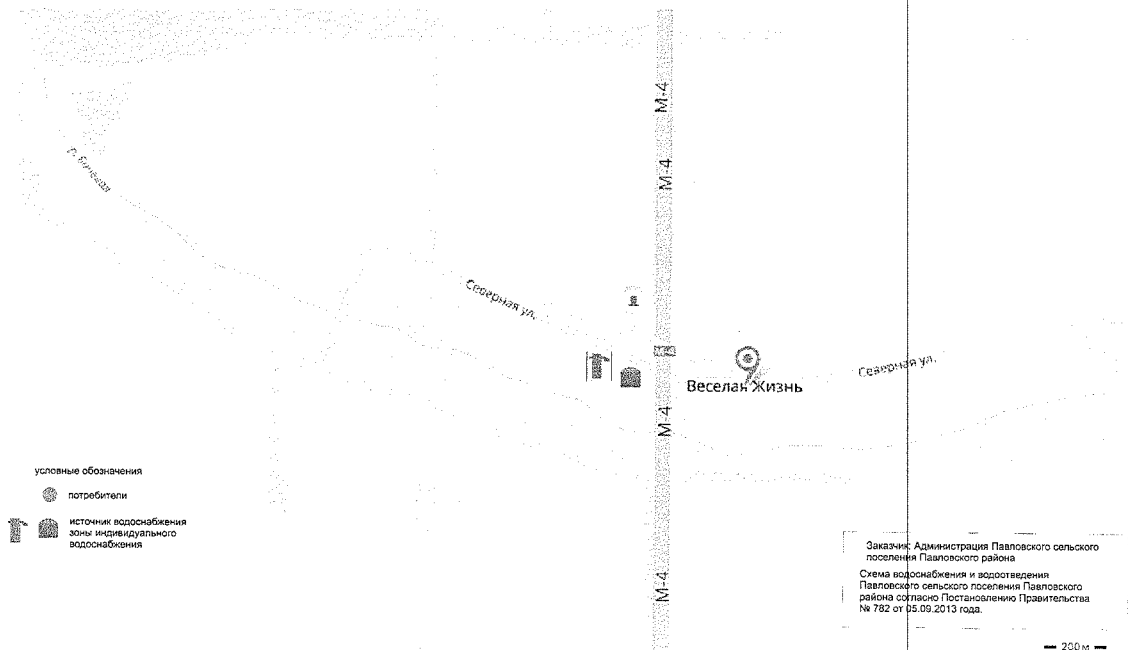 М-4
М-4
Северная ул.
Веселая Жизнь
Северная ул.
М-4
М-4
условные обозначения
потребители
источник водоснабжения
зоны индивидуального
водоснабжения
Заказчик: Администрация Павловского сельского
поселения Павловского района
Схема водоснабжения и водоотведения
Павловского сельского поселения Павловского
района согласно Постановлению Правительства
№ 782 от 05.09.2013 года.
200 м